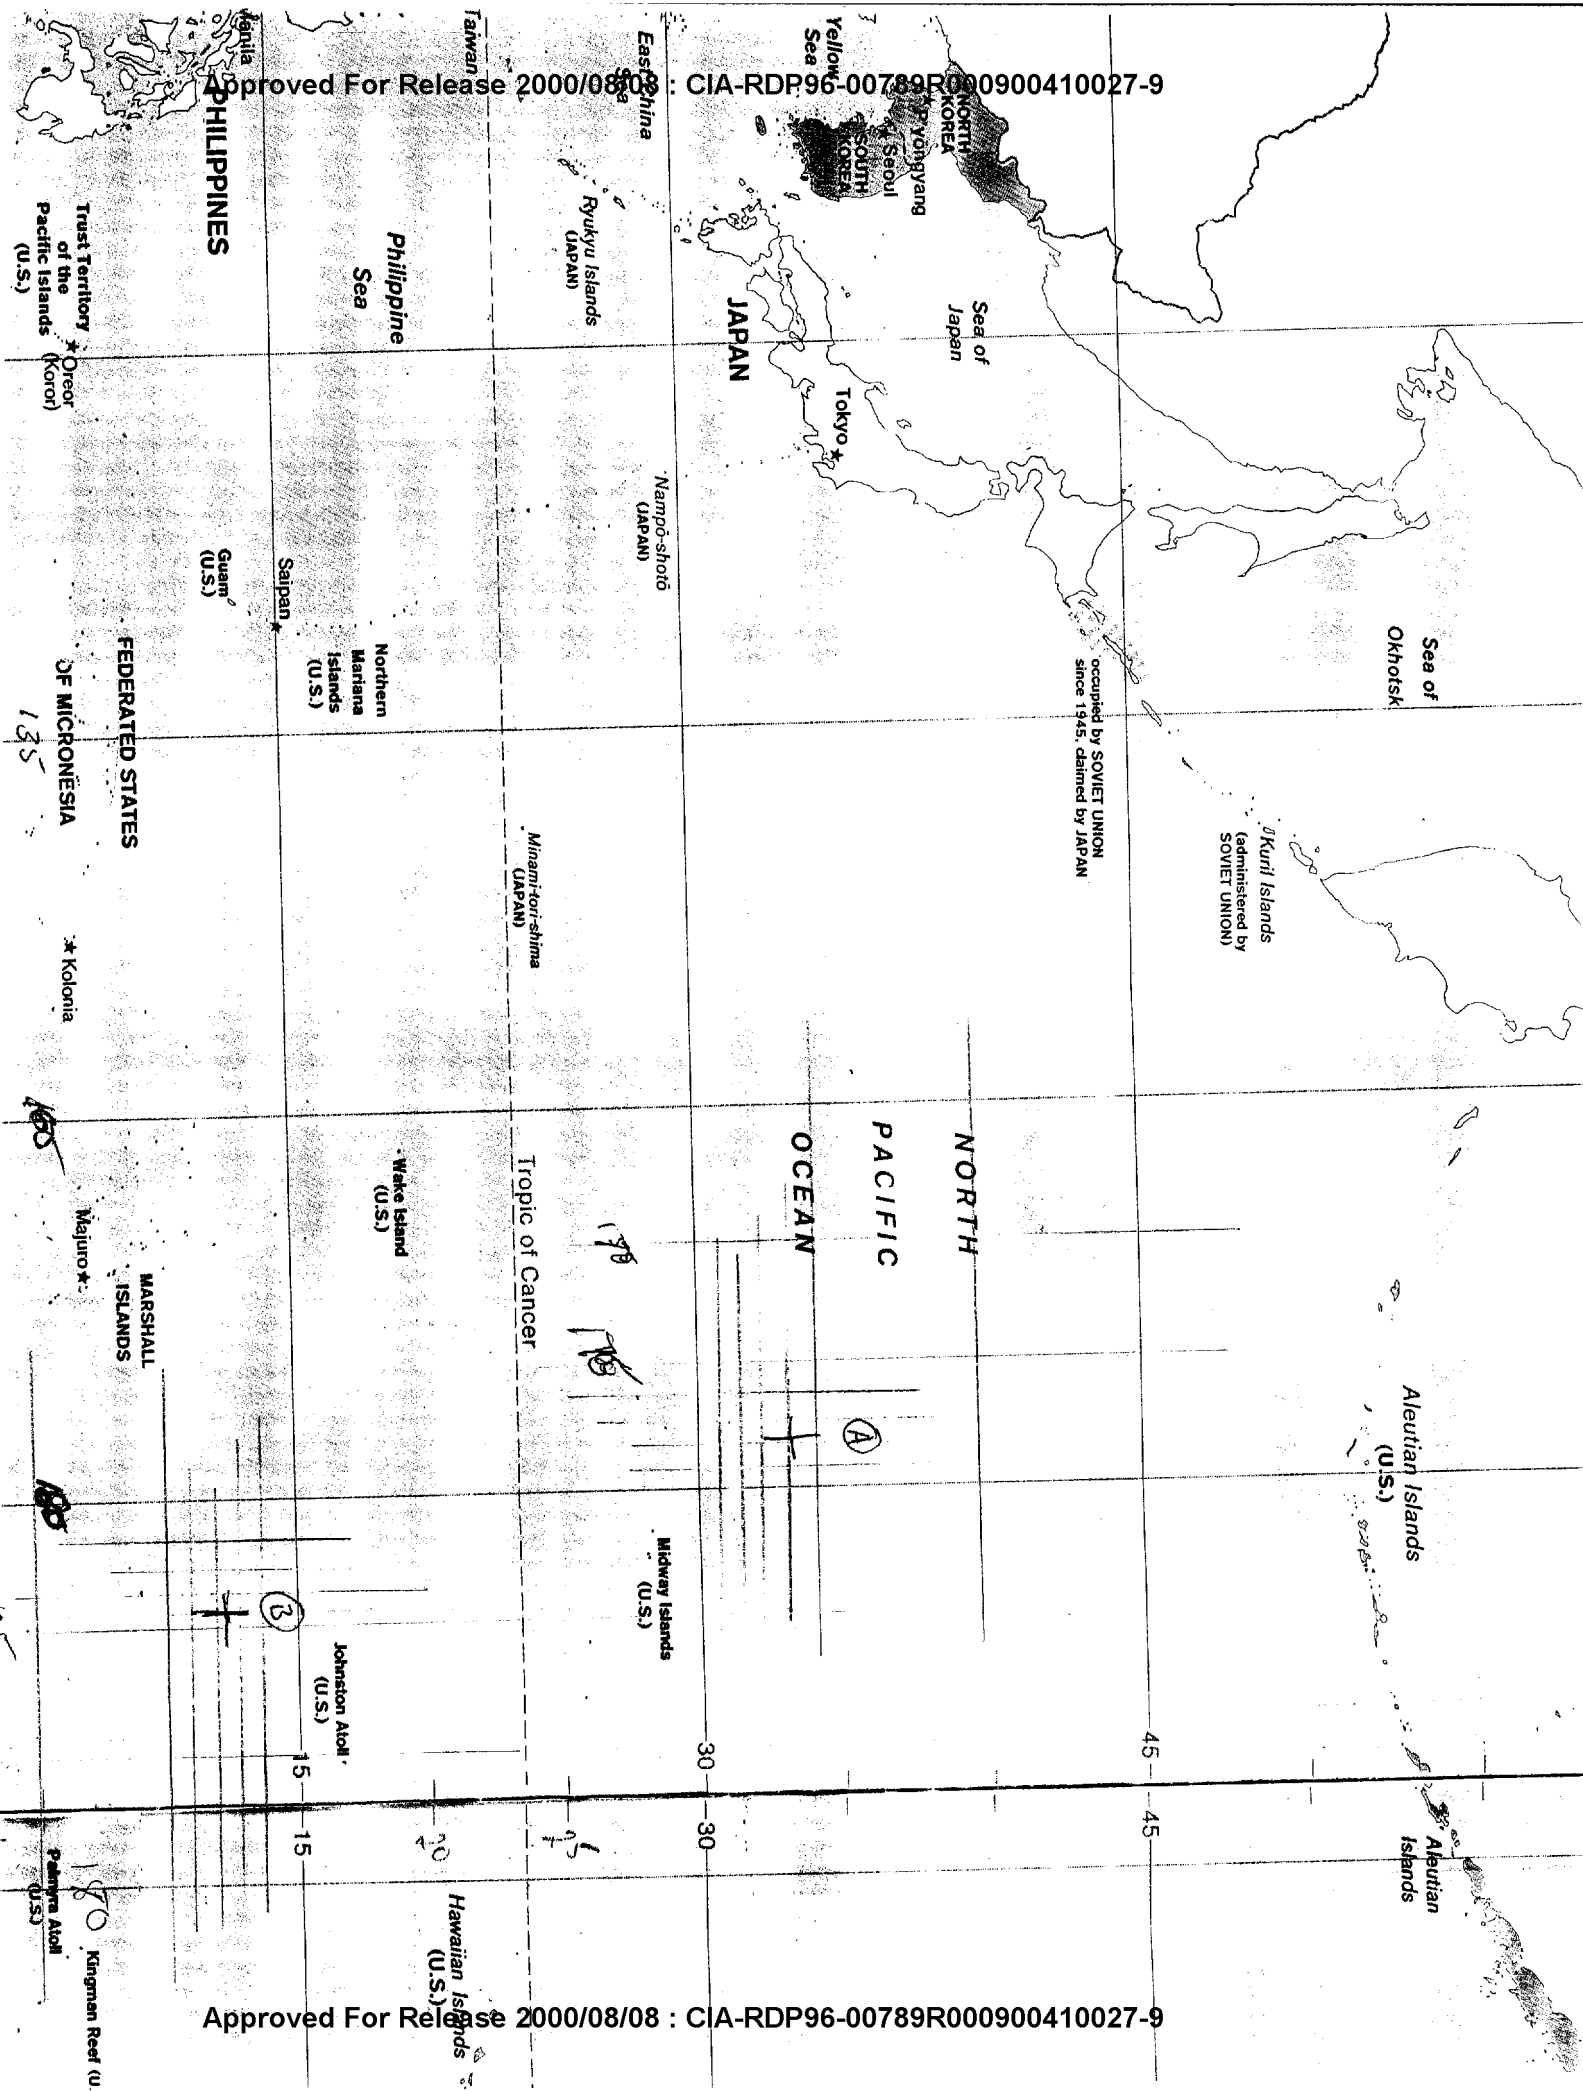 Approved For Release 2000/08/08 : CIA-RDP96-00789R000900410027-9
Yellow
Sea
NORTH
KOREA
P'yongyang
Seoul
SOUTH
KOREA
East China
Sea
Taiwan
Manila
PHILIPPINES
Sea of
Japan
JAPAN
Tokyo
Ryukyu Islands
(JAPAN)
Philippine
Sea
Trust Territory
of the
Pacific Islands
(U.S.)
Oreor
(Koror)
Nampō-shotō
(JAPAN)
Sea of
Okhotsk
occupied by SOVIET UNION
since 1945, claimed by JAPAN
Kuril Islands
(administered by
SOVIET UNION)
Saipan
Guam
(U.S.)
Northern
Mariana
Islands
(U.S.)
FEDERATED STATES
OF MICRONESIA
135
Minami-tori-shima
(JAPAN)
Kolonia
NORTH
PACIFIC
OCEAN
Tropic of Cancer
Wake Island
(U.S.)
Majuro
MARSHALL
ISLANDS
A
Aleutian Islands
(U.S.)
Midway Islands
(U.S.)
B
Johnston Atoll
(U.S.)
45
30
15
45
30
15
Aleutian
Islands
Hawaiian Islands
(U.S.)
180
Palmyra Atoll
(U.S.)
Kingman Reef (U.
Approved For Release 2000/08/08 : CIA-RDP96-00789R000900410027-9